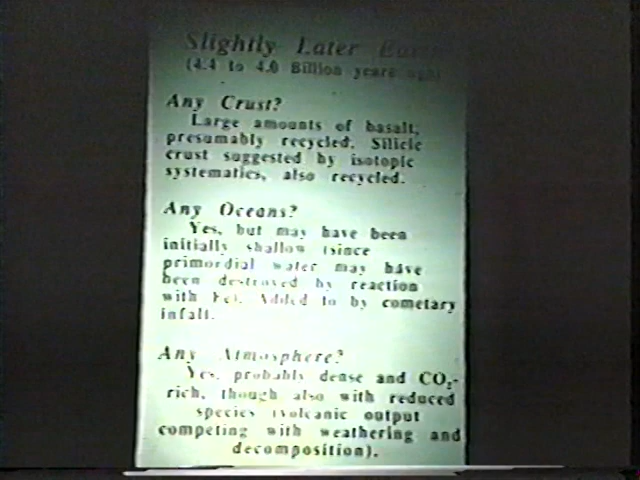 Slightly Later Earth
(4.4 to 4.0 Billion years ago)
Any Crust?
Large amounts of basalt,
presumably recycled. Silicic
crust suggested by isotopic
systematics, also recycled.
Any Oceans?
Yes, but may have been
initially shallow (since
primordial water may have
been destroyed by reaction
with Fe). Added to by cometary
infall.
Any Atmosphere?
Yes, probably dense and CO₂-
rich, though also with reduced
species (volcanic output
competing with weathering and
decomposition).